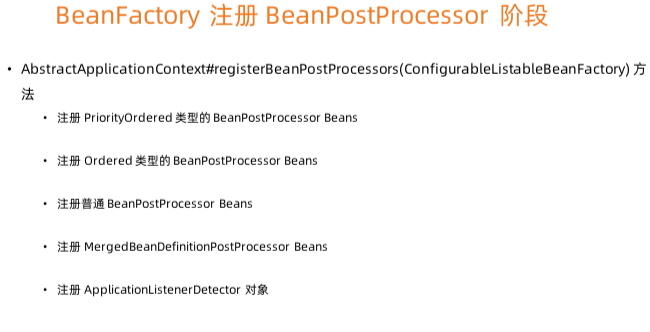 BeanFactory 注册 BeanPostProcessor 阶段
• AbstractApplicationContext#registerBeanPostProcessors(ConfigurableListableBeanFactory) 方
法
• 注册 PriorityOrdered 类型的 BeanPostProcessor Beans
• 注册 Ordered 类型的 BeanPostProcessor Beans
• 注册普通 BeanPostProcessor Beans
• 注册 MergedBeanDefinitionPostProcessor Beans
• 注册 ApplicationListenerDetector 对象